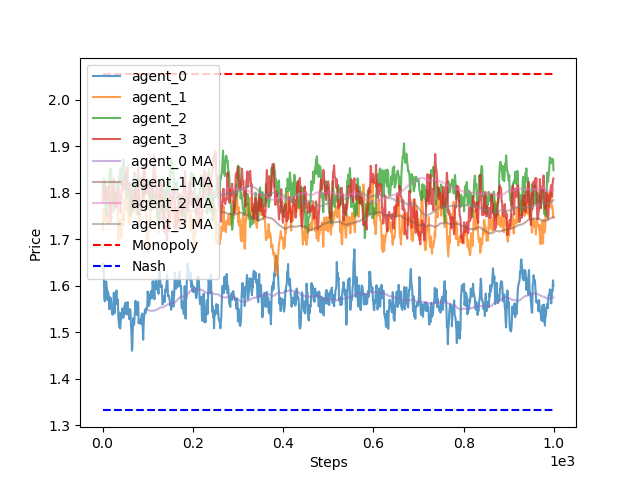 agent_0
agent_1
agent_2
agent_3
agent_0 MA
agent_1 MA
agent_2 MA
agent_3 MA
Monopoly
Nash
2.0
1.9
1.8
1.7
1.6
1.5
1.4
1.3
Price
0.0 0.2 0.4 0.6 0.8 1.0
Steps
1e3